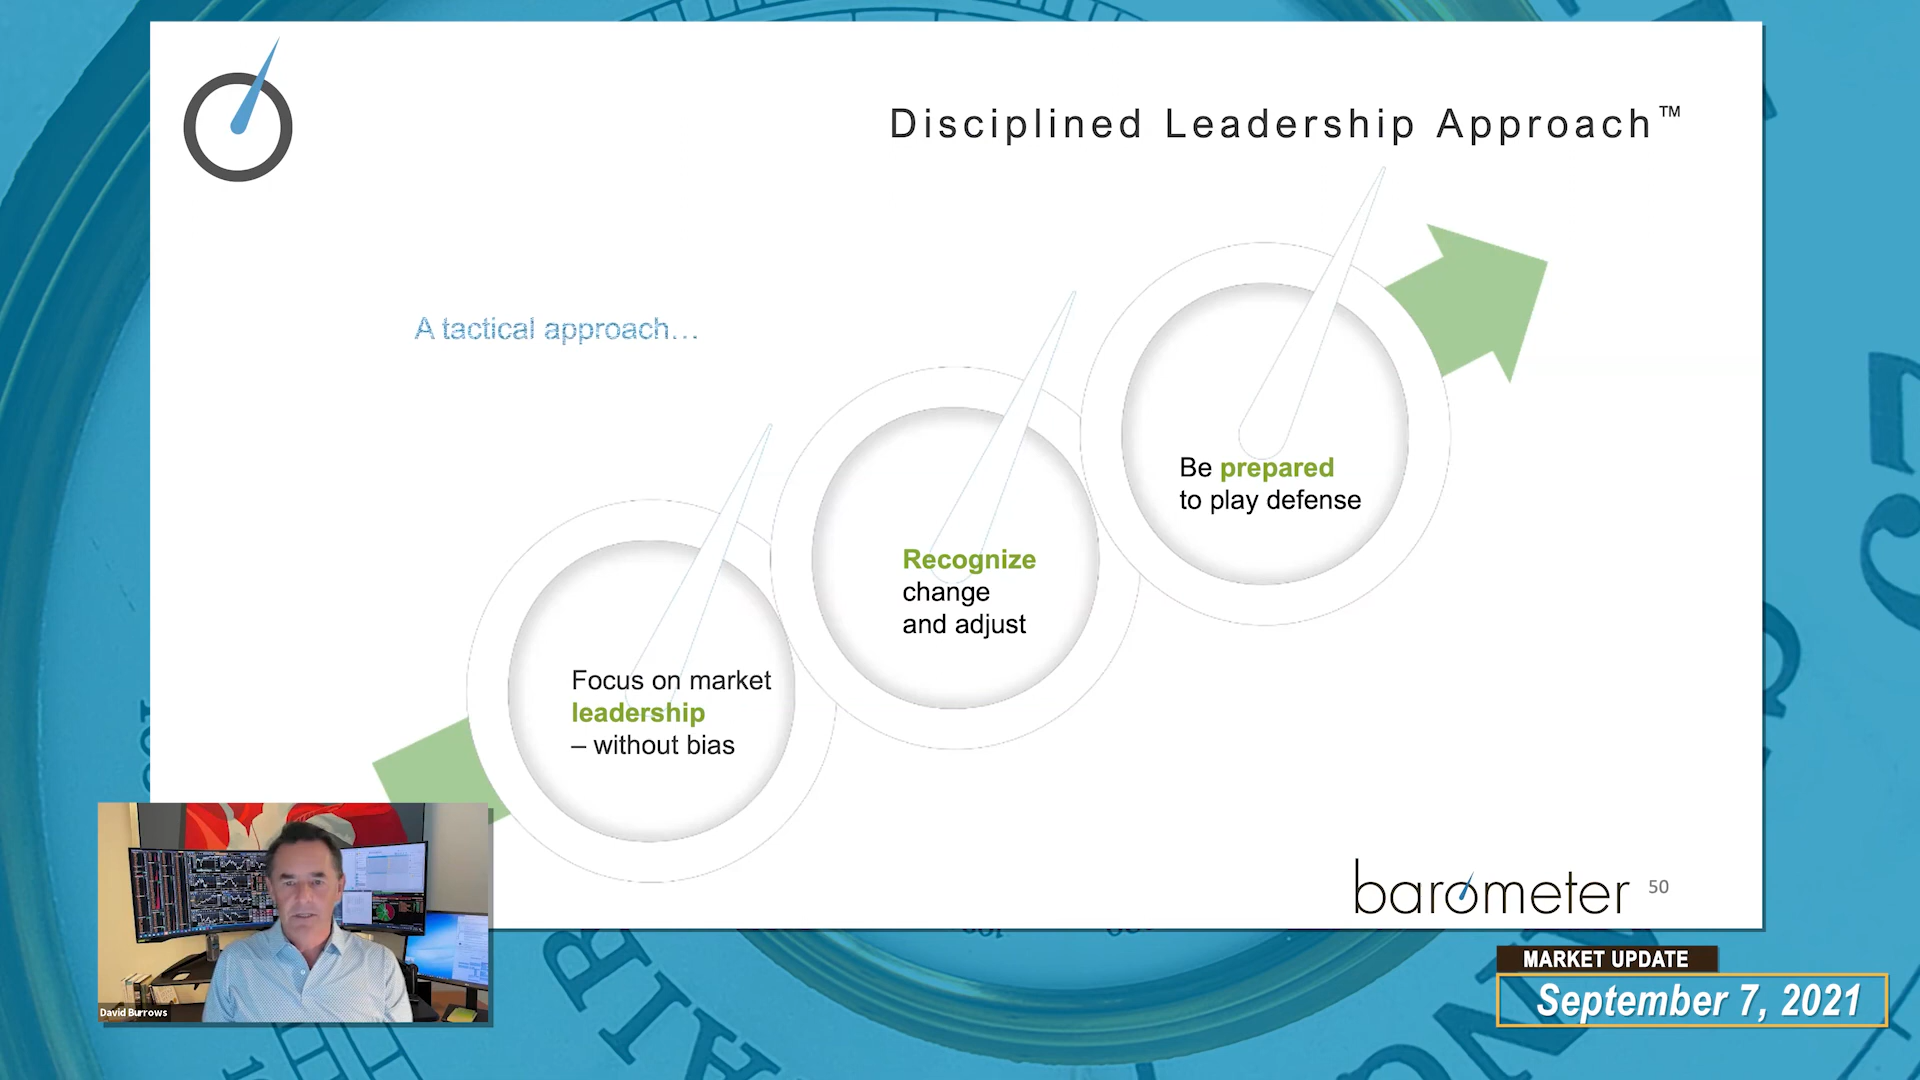 Disciplined Leadership Approach™
A tactical approach…
Be prepared
to play defense
Recognize
change
and adjust
Focus on market
leadership
– without bias
barometer
50
David Burrows
MARKET UPDATE
September 7, 2021